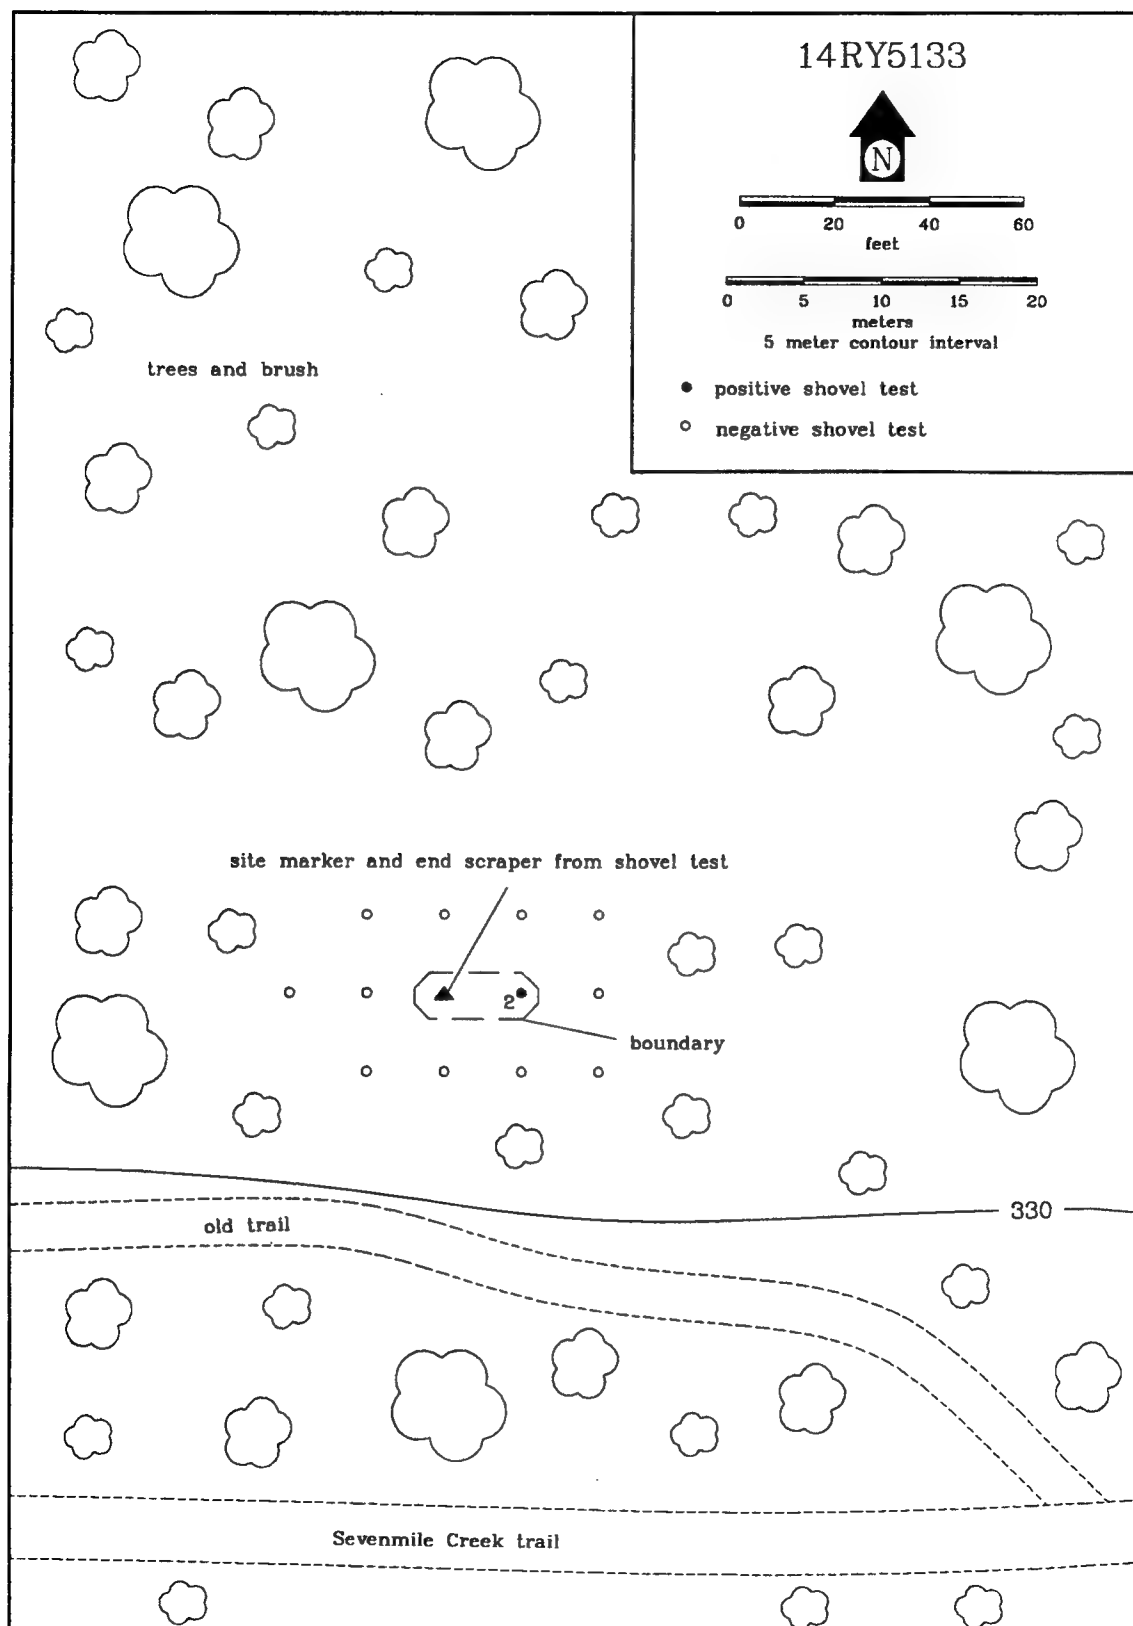 14RY5133
N
0 20 40 60
feet
0 5 10 15 20
meters
5 meter contour interval
positive shovel test
negative shovel test
trees and brush
site marker and end scraper from shovel test
2
boundary
330
old trail
Sevenmile Creek trail